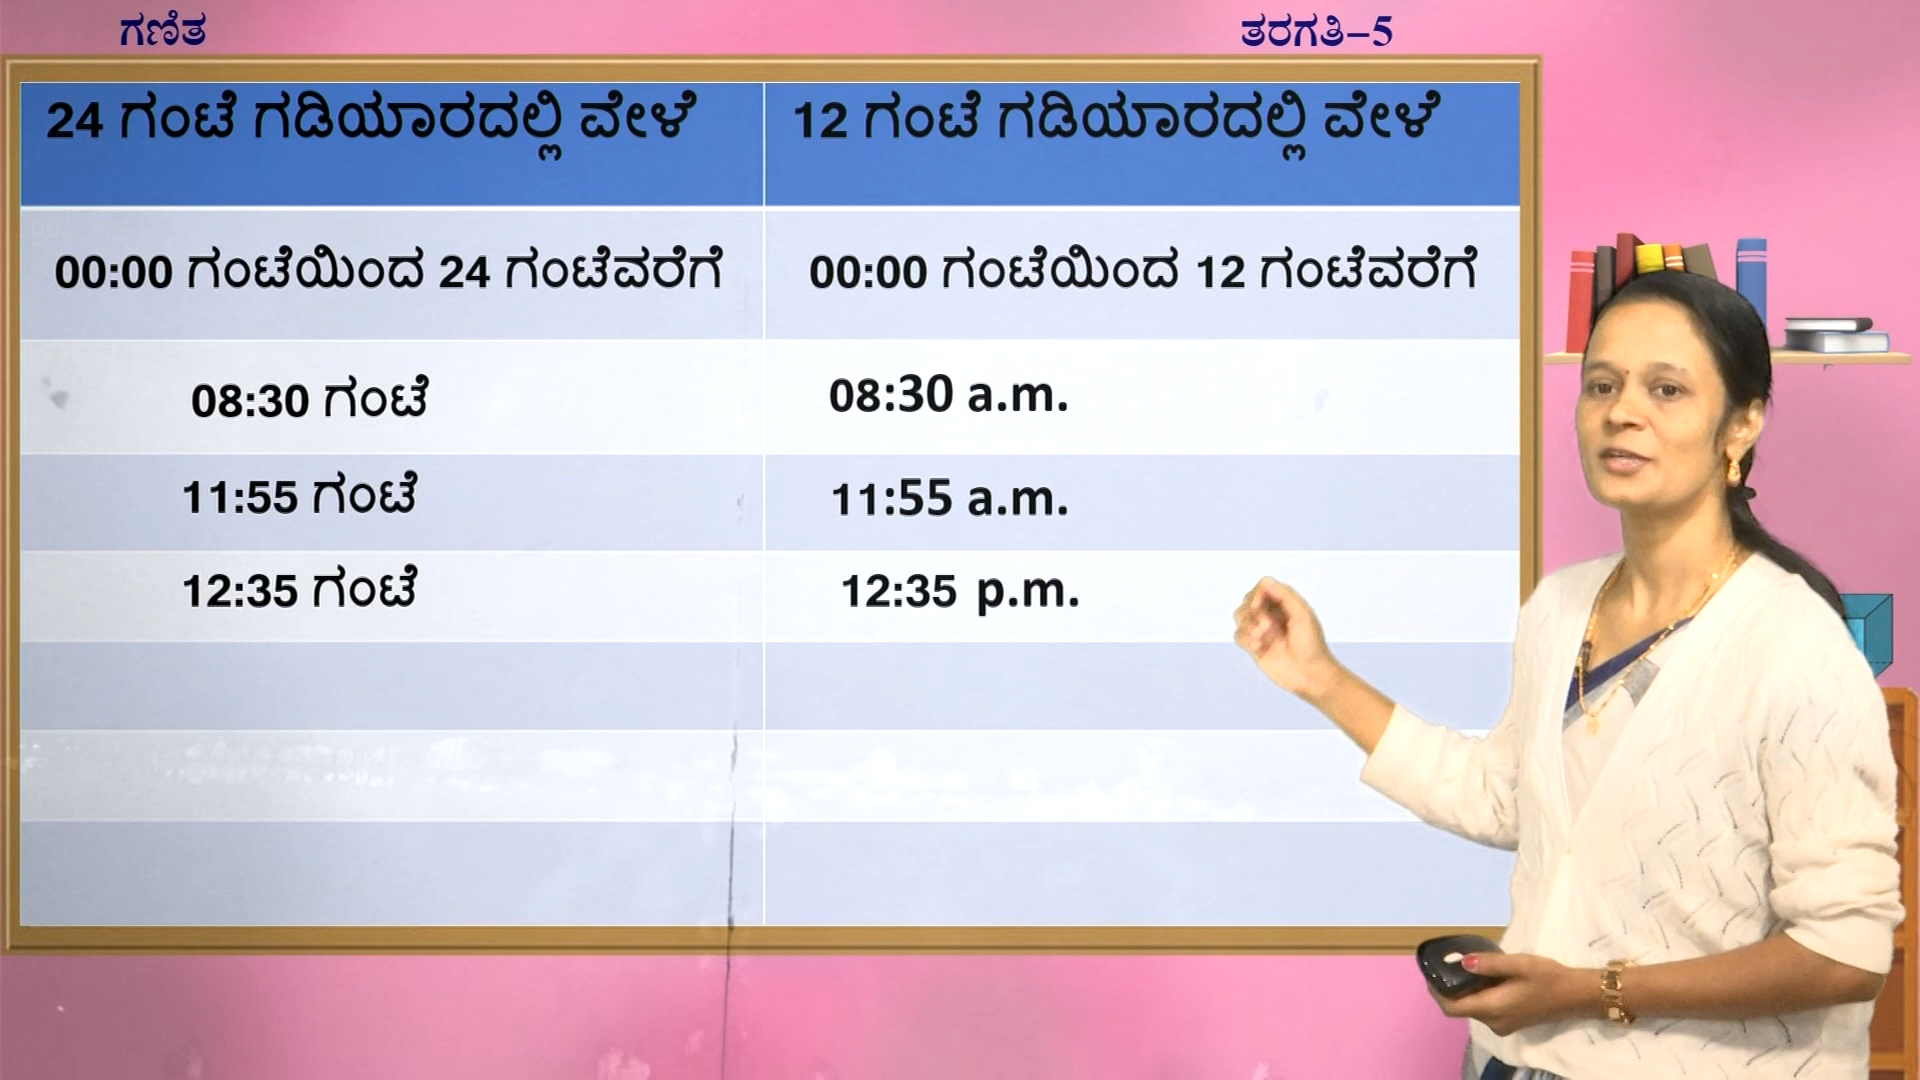 ಗಣಿತ
ತರಗತಿ–5
24 ಗಂಟೆ ಗಡಿಯಾರದಲ್ಲಿ ವೇಳೆ
12 ಗಂಟೆ ಗಡಿಯಾರದಲ್ಲಿ ವೇಳೆ
00:00 ಗಂಟೆಯಿಂದ 24 ಗಂಟೆವರೆಗೆ
00:00 ಗಂಟೆಯಿಂದ 12 ಗಂಟೆವರೆಗೆ
08:30 ಗಂಟೆ
08:30 a.m.
11:55 ಗಂಟೆ
11:55 a.m.
12:35 ಗಂಟೆ
12:35 p.m.